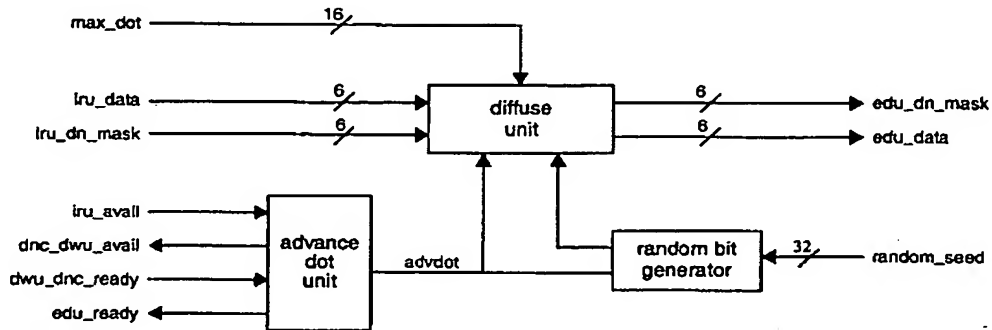 max_dot
16
iru_data
6
iru_dn_mask
6
diffuse
unit
6
edu_dn_mask
6
edu_data
iru_avail
dnc_dwu_avail
dwu_dnc_ready
edu_ready
advance
dot
unit
advdot
random bit
generator
32
random_seed